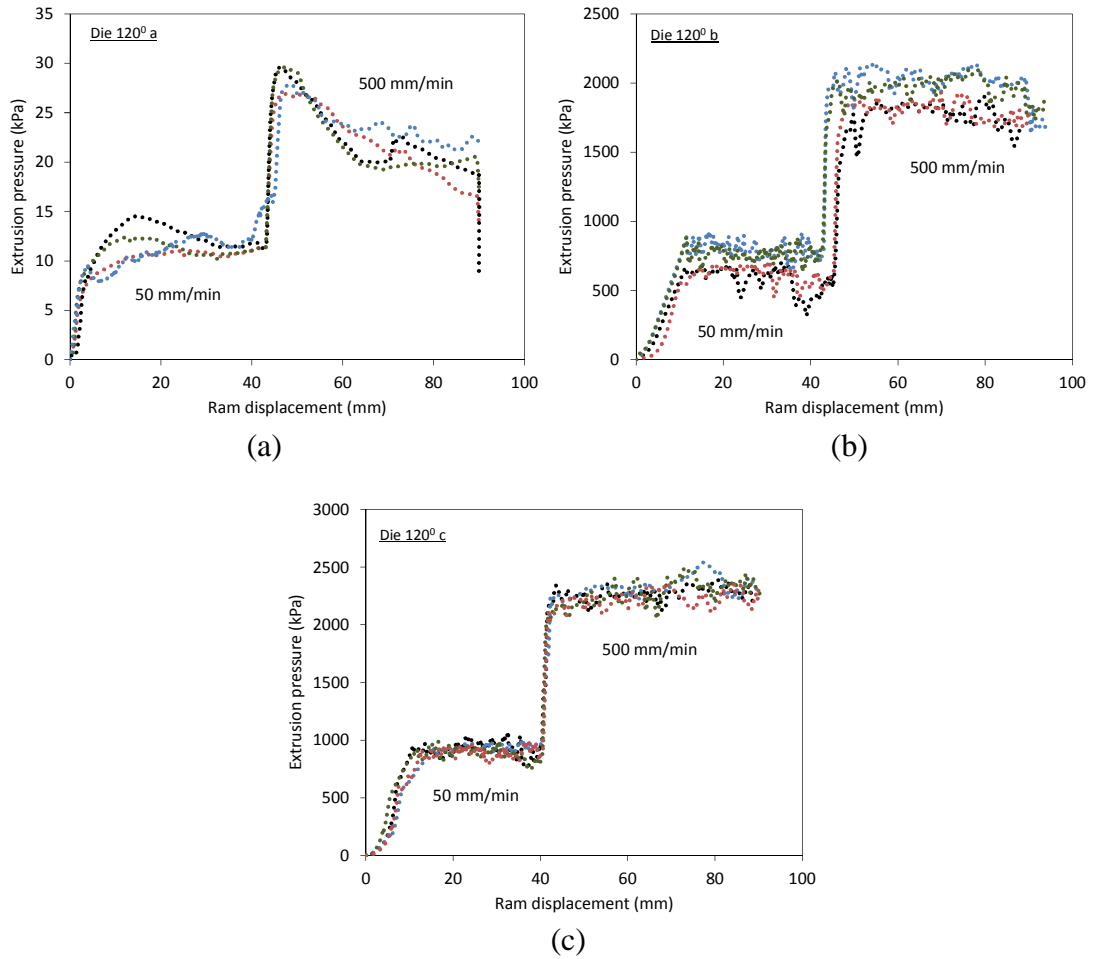 Die 120⁰ a
35
30
25
20
15
10
5
0
Extrusion pressure (kPa)
500 mm/min
50 mm/min
0 20 40 60 80 100
Ram displacement (mm)
(a)
Die 120⁰ b
2500
2000
1500
1000
500
0
Extrusion pressure (kPa)
500 mm/min
50 mm/min
0 20 40 60 80 100
Ram displacement (mm)
(b)
Die 120⁰ c
3000
2500
2000
1500
1000
500
0
Extrusion pressure (kPa)
500 mm/min
50 mm/min
0 20 40 60 80 100
Ram displacement (mm)
(c)